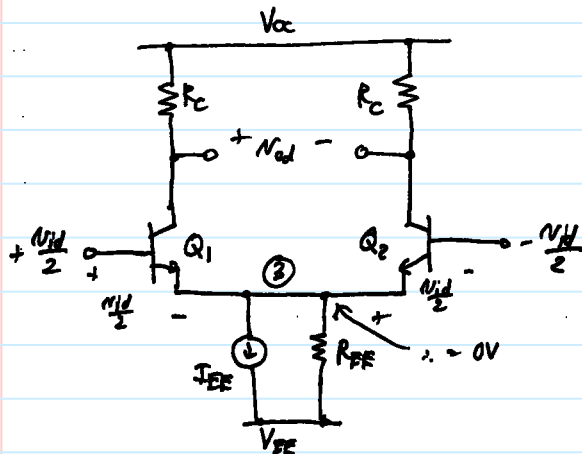 Vcc
Rc
Rc
+ Vod -
+ Vid/2
+
Q1
Q2
- Vid/2
-
Vid/2
-
3
+
Vid/2
IEE
REE
∴ = 0V
VEE